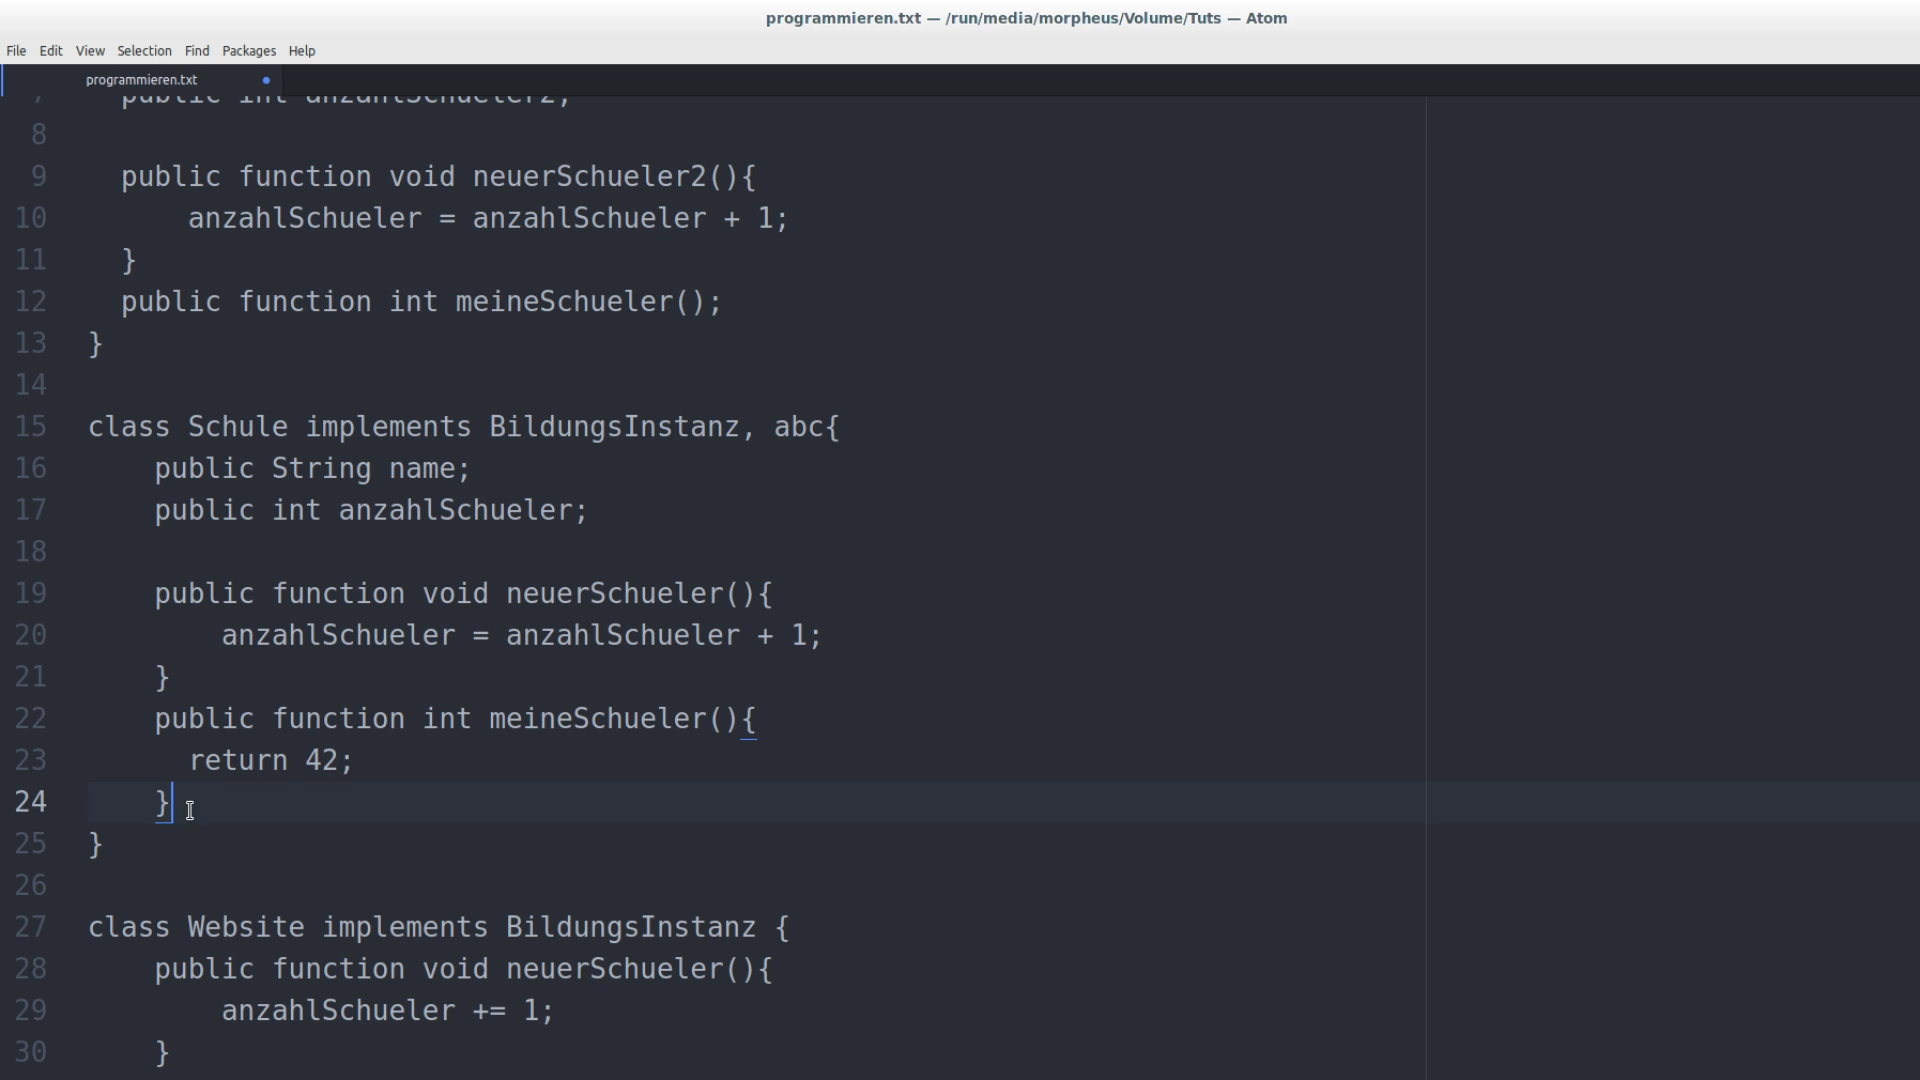 programmieren.txt — /run/media/morpheus/Volume/Tuts — Atom
File Edit View Selection Find Packages Help
programmieren.txt
7 public int anzahlSchueler2;
8
9 public function void neuerSchueler2(){
10 anzahlSchueler = anzahlSchueler + 1;
11 }
12 public function int meineSchueler();
13 }
14
15 class Schule implements BildungsInstanz, abc{
16 public String name;
17 public int anzahlSchueler;
18
19 public function void neuerSchueler(){
20 anzahlSchueler = anzahlSchueler + 1;
21 }
22 public function int meineSchueler(){
23 return 42;
24 }
25 }
26
27 class Website implements BildungsInstanz {
28 public function void neuerSchueler(){
29 anzahlSchueler += 1;
30 }